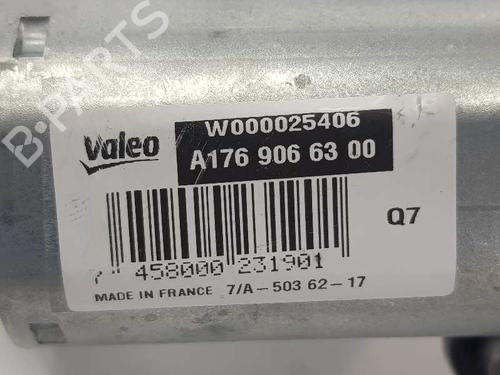 B-PARTS
Valeo
W000025406
A176 906 63 00
Q7
7 458000 231901
MADE IN FRANCE 7/A-503 62-17